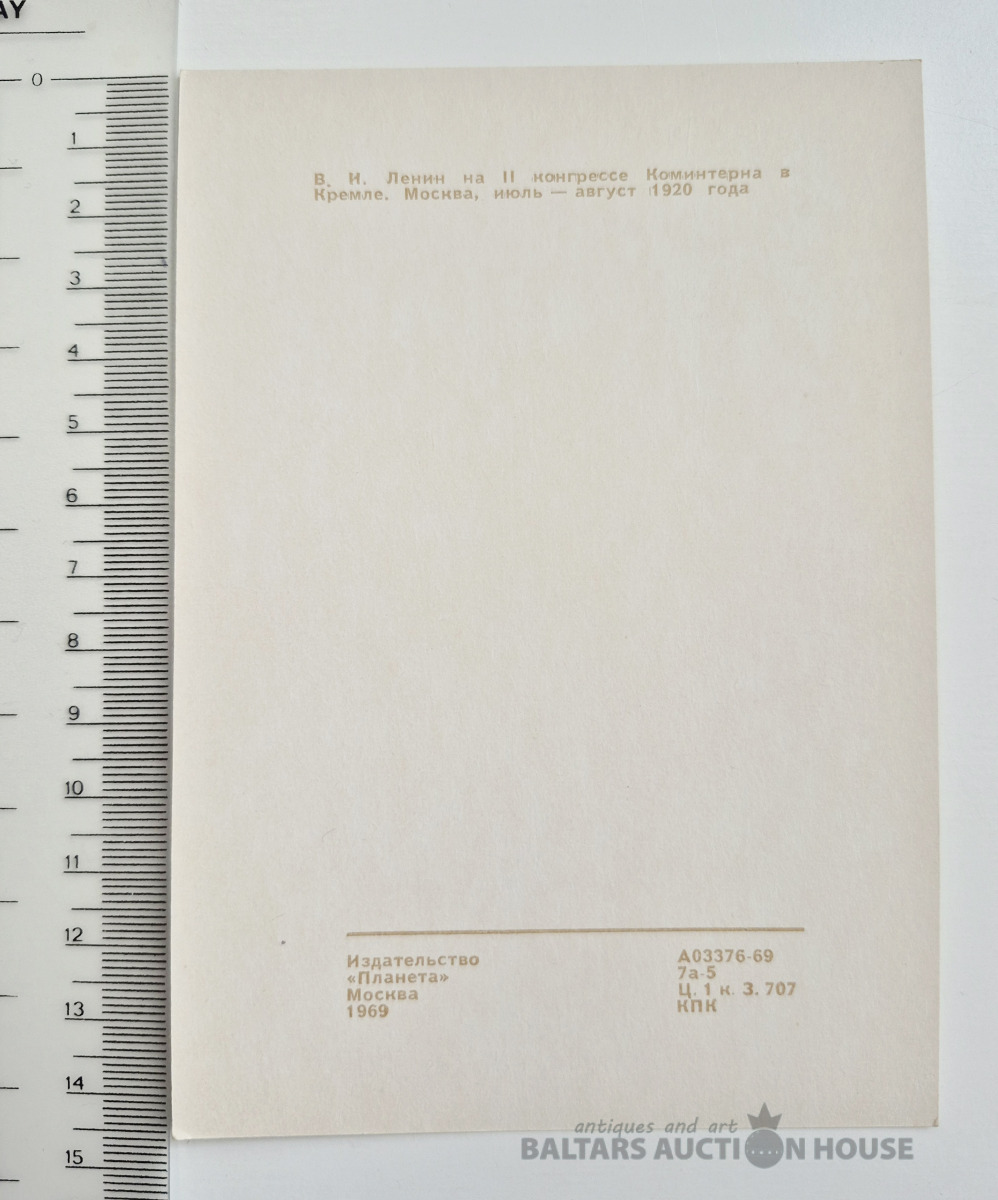 AY
0
1
2
3
4
5
6
7
8
9
10
11
12
13
14
15
В. И. Ленин на II конгрессе Коминтерна в
Кремле. Москва, июль — август 1920 года
Издательство
«Планета»
Москва
1969
А03376-69
7а-5
Ц. 1 к. З. 707
КПК
antiques and art
BALTARS AUCTION HOUSE